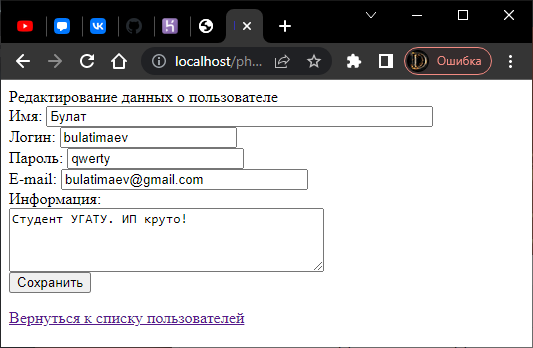 localhost/ph...
Ошибка
Редактирование данных о пользователе
Имя: Булат
Логин: bulatimaev
Пароль: qwerty
E-mail: bulatimaev@gmail.com
Информация:
Студент УГАТУ. ИП круто!
Сохранить
Вернуться к списку пользователей